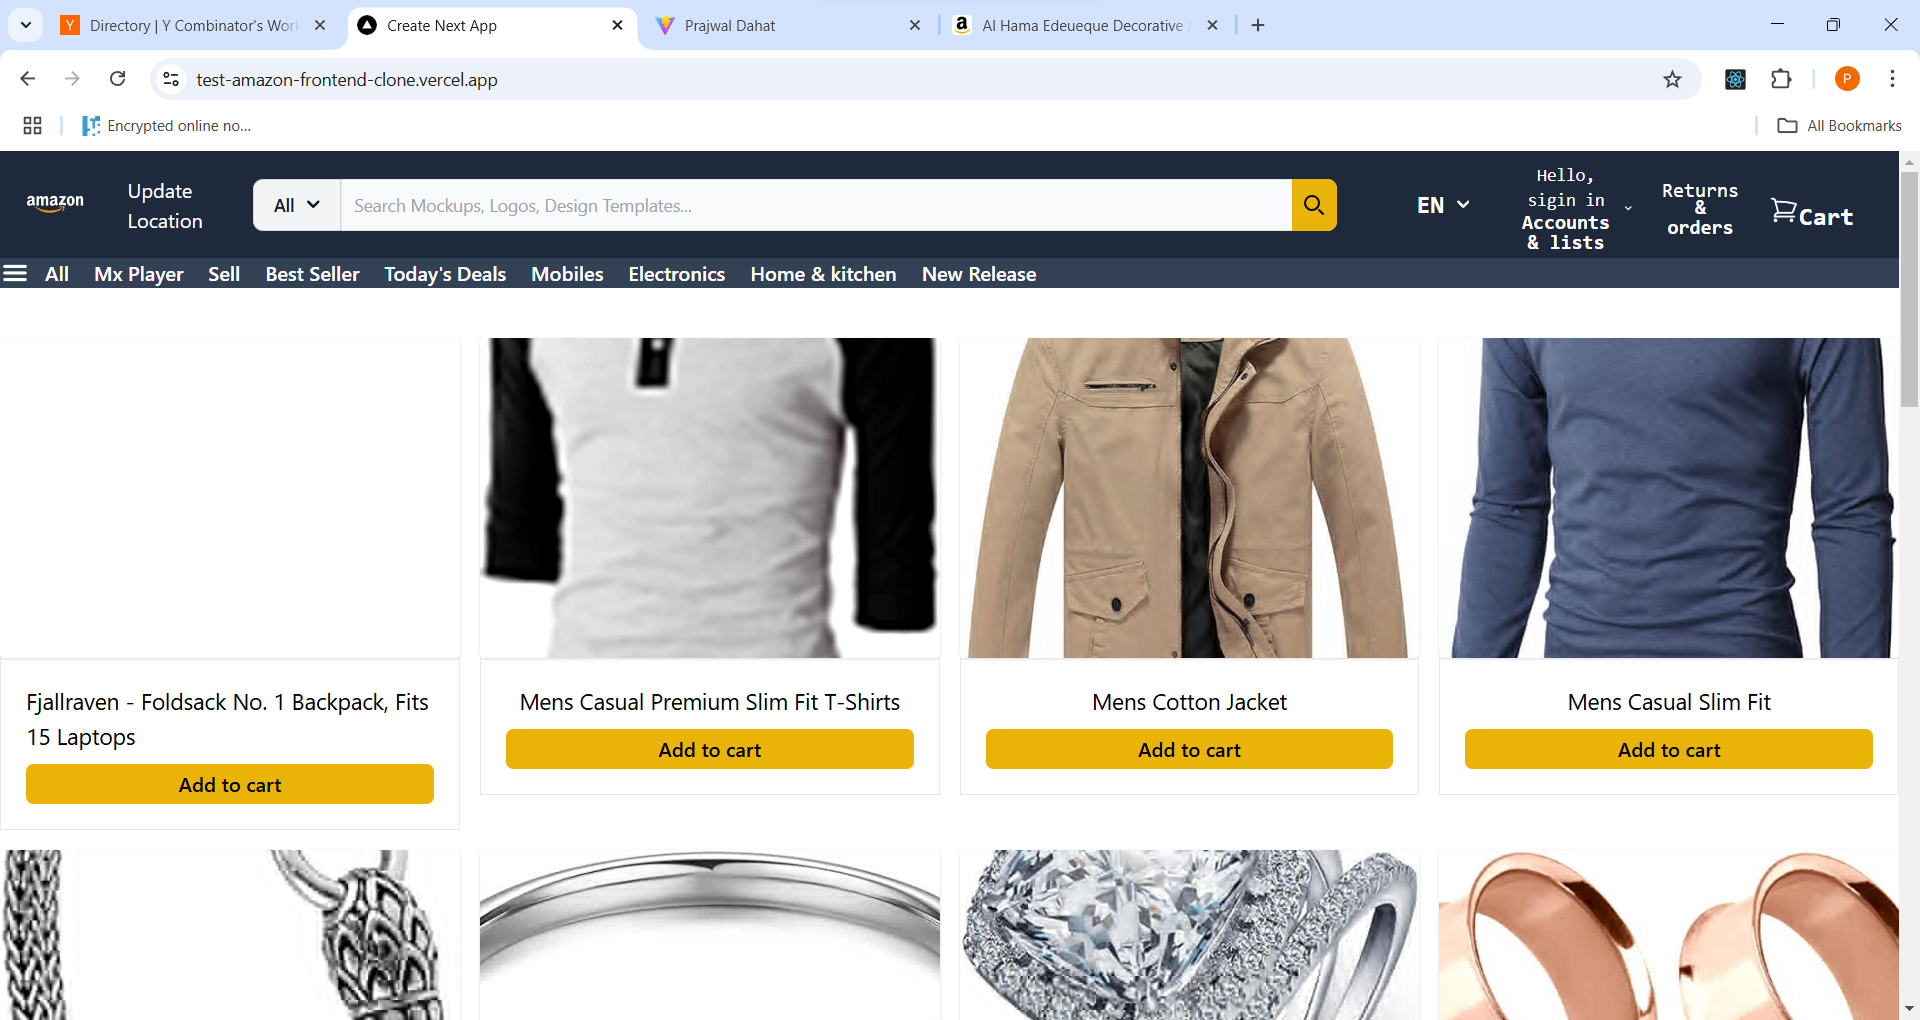 Directory | Y Combinator's Wor
Create Next App
Prajwal Dahat
Al Hama Edeueque Decorative
test-amazon-frontend-clone.vercel.app
P
Encrypted online no...
All Bookmarks
amazon
Update
Location
All
Search Mockups, Logos, Design Templates...
EN
Hello,
sigin in
Accounts
& lists
Returns
&
orders
Cart
All
Mx Player
Sell
Best Seller
Today's Deals
Mobiles
Electronics
Home & kitchen
New Release
Fjallraven - Foldsack No. 1 Backpack, Fits
15 Laptops
Add to cart
Mens Casual Premium Slim Fit T-Shirts
Add to cart
Mens Cotton Jacket
Add to cart
Mens Casual Slim Fit
Add to cart